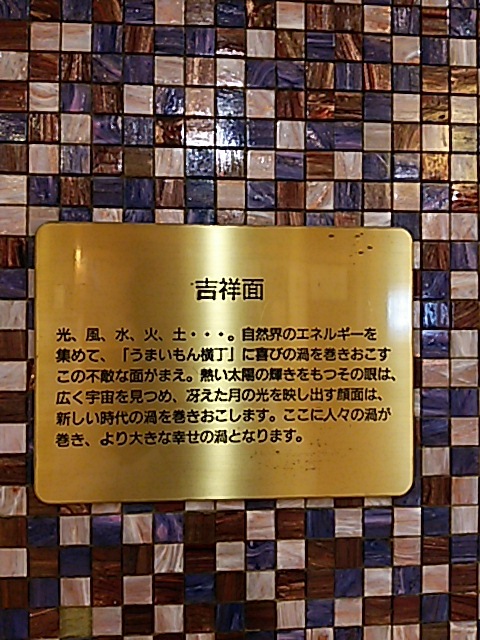 吉祥面
光、風、水、火、土・・・。自然界のエネルギーを
集めて、「うまいもん横丁」に喜びの渦を巻きおこす
この不敵な面がまえ。熱い太陽の輝きをもつその眼は、
広く宇宙を見つめ、冴えた月の光を映し出す顔面は、
新しい時代の渦を巻きおこします。ここに人々の渦が
巻き、より大きな幸せの渦となります。